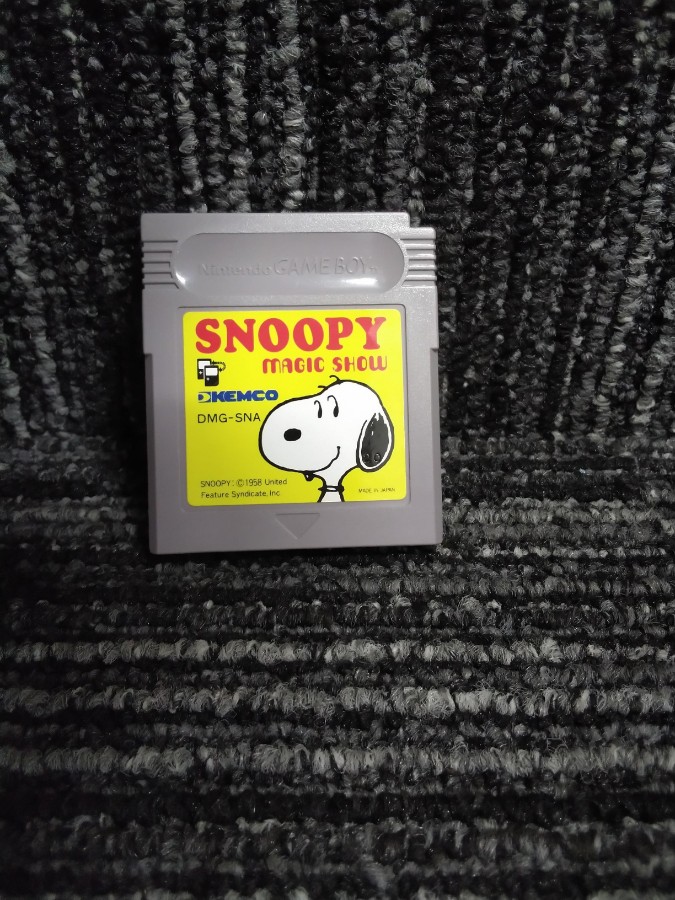 Nintendo GAME BOY
SNOOPY
MAGIC SHOW
KEMCO
DMG-SNA
SNOOPY: ©1958 United
Feature Syndicate, Inc
MADE IN JAPAN